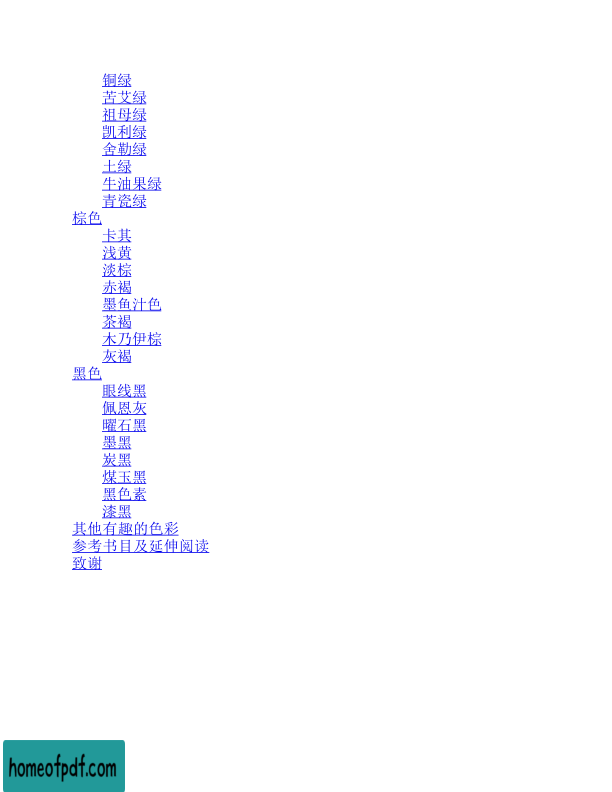 铜绿
苦艾绿
祖母绿
凯利绿
舍勒绿
土绿
牛油果绿
青瓷绿
棕色
卡其
浅黄
淡棕
赤褐
墨鱼汁色
茶褐
木乃伊棕
灰褐
黑色
眼线黑
佩恩灰
曜石黑
墨黑
炭黑
煤玉黑
黑色素
漆黑
其他有趣的色彩
参考书目及延伸阅读
致谢
homeofpdf.com